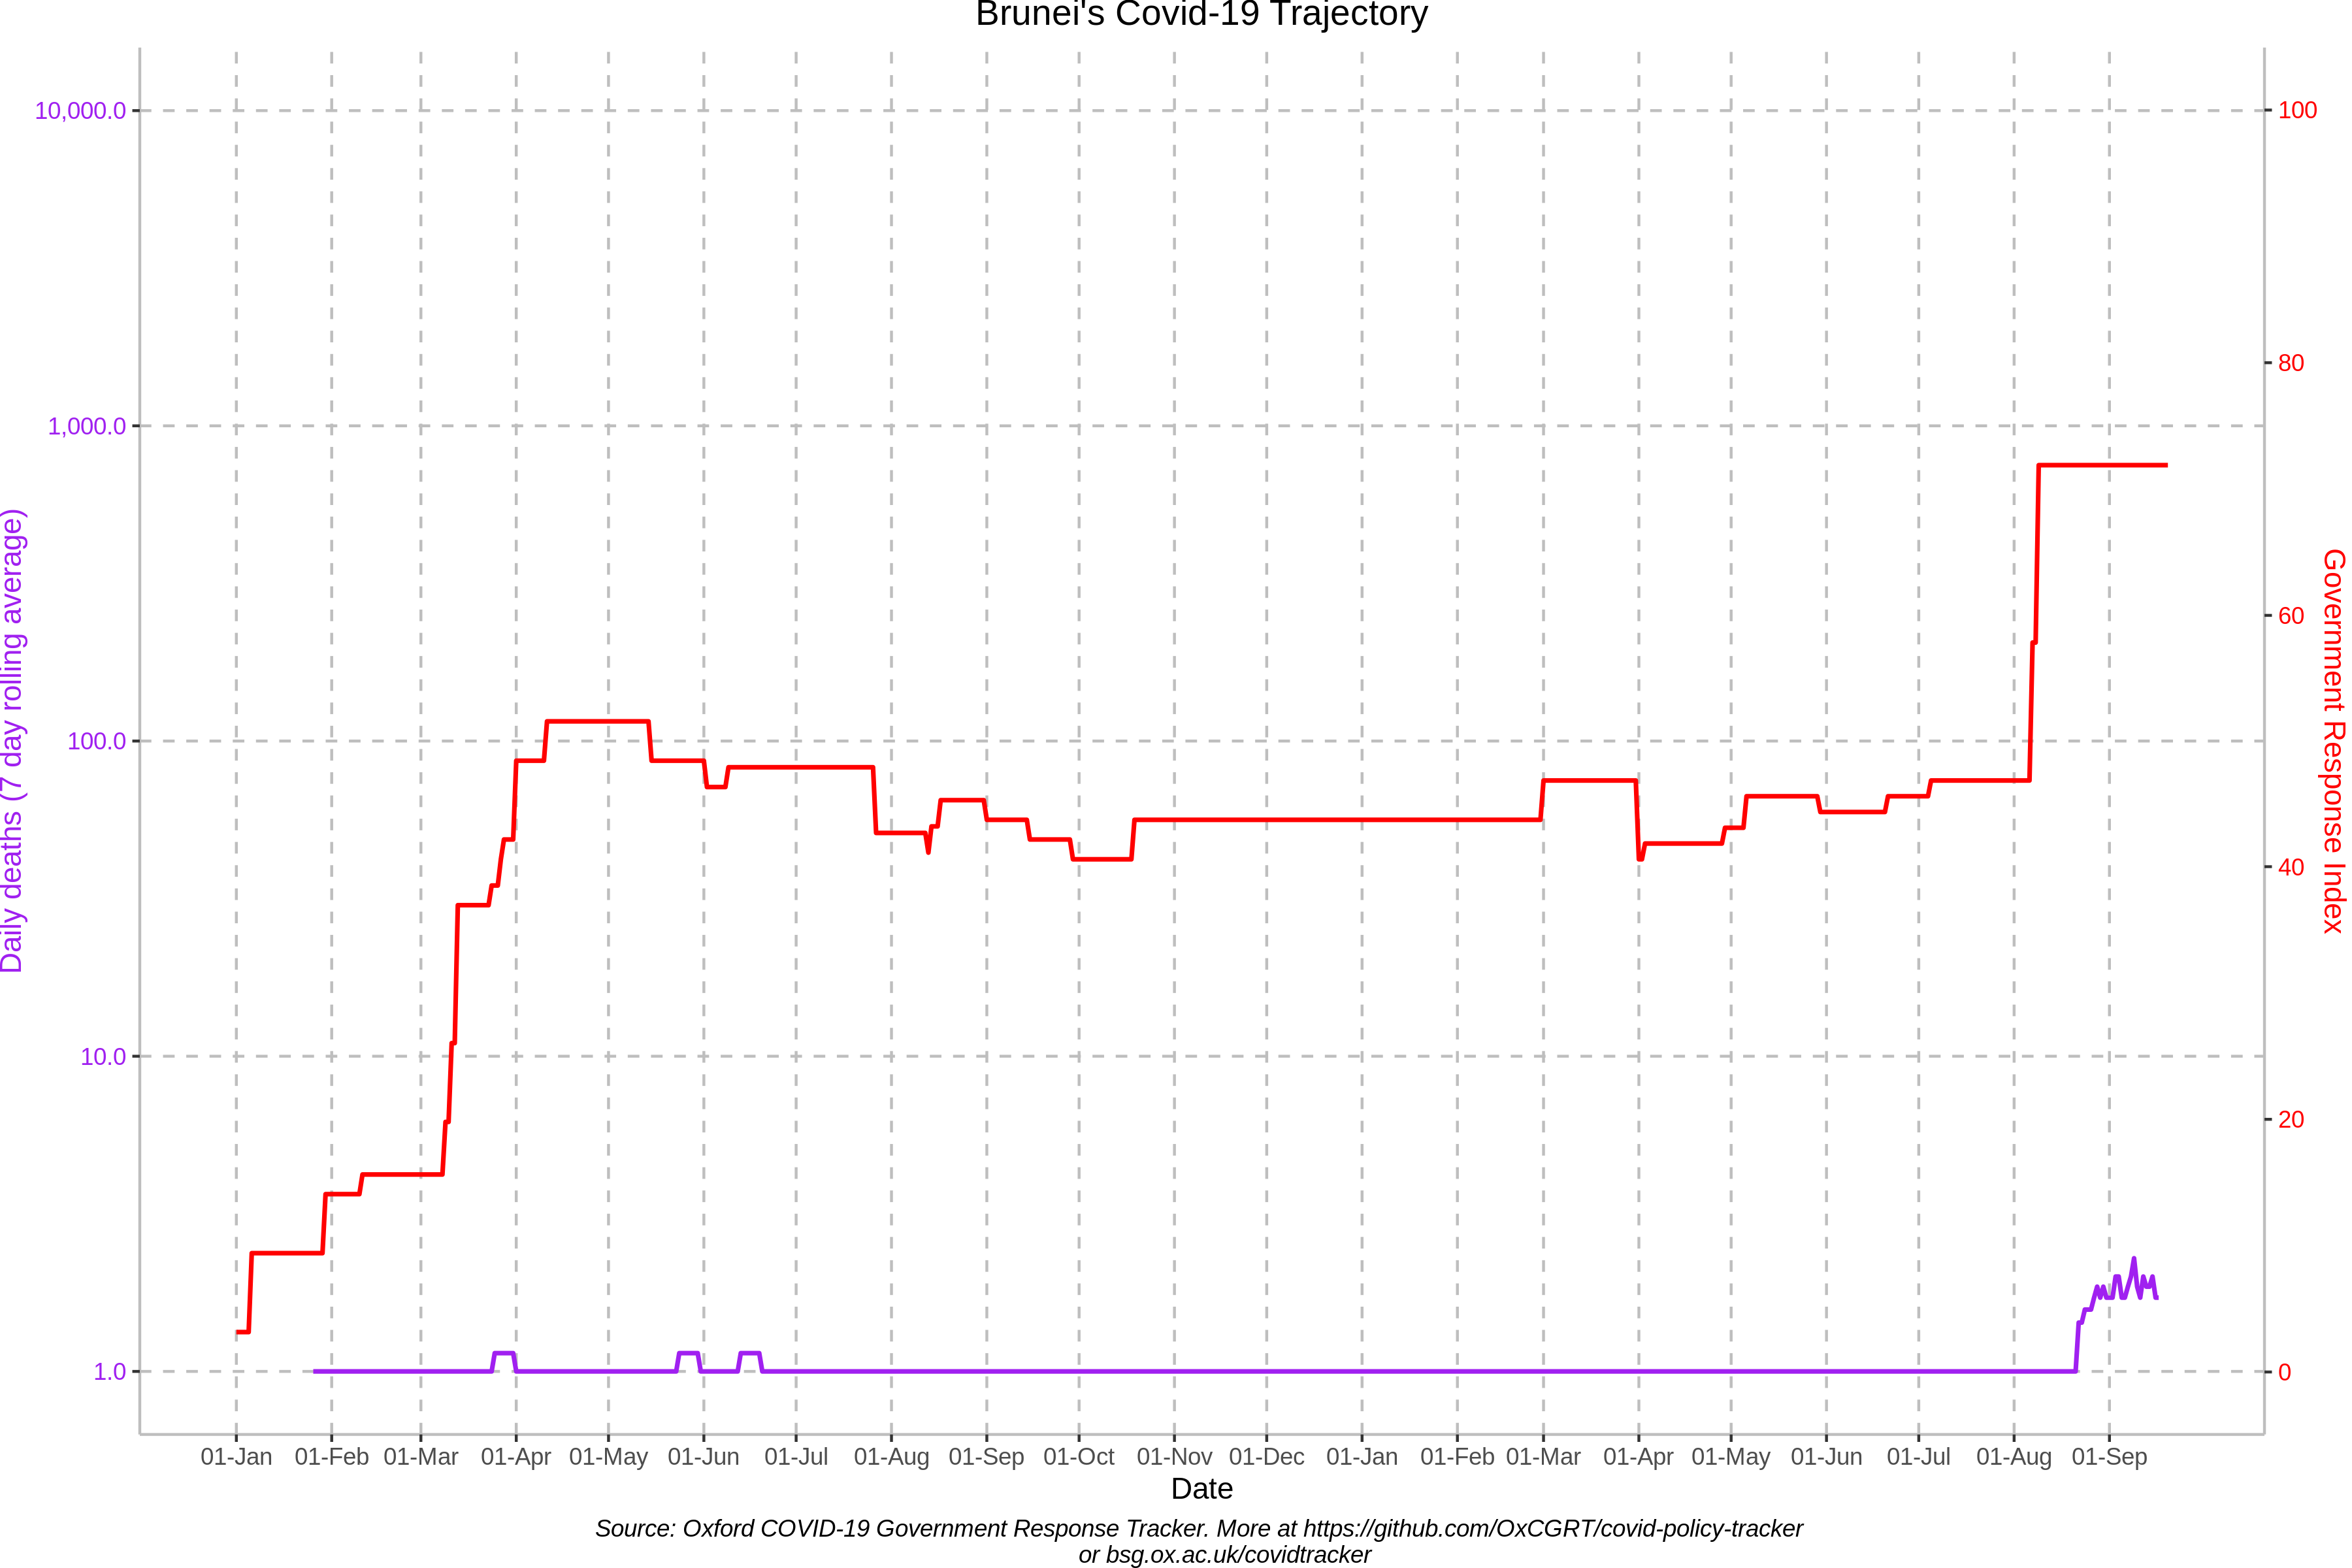 Brunei's Covid-19 Trajectory
10,000.0
1,000.0
100.0
10.0
1.0
Daily deaths (7 day rolling average)
100
80
60
40
20
0
Government Response Index
01-Jan 01-Feb 01-Mar 01-Apr 01-May 01-Jun 01-Jul 01-Aug 01-Sep 01-Oct 01-Nov 01-Dec 01-Jan 01-Feb 01-Mar 01-Apr 01-May 01-Jun 01-Jul 01-Aug 01-Sep
Date
Source: Oxford COVID-19 Government Response Tracker. More at https://github.com/OxCGRT/covid-policy-tracker
or bsg.ox.ac.uk/covidtracker